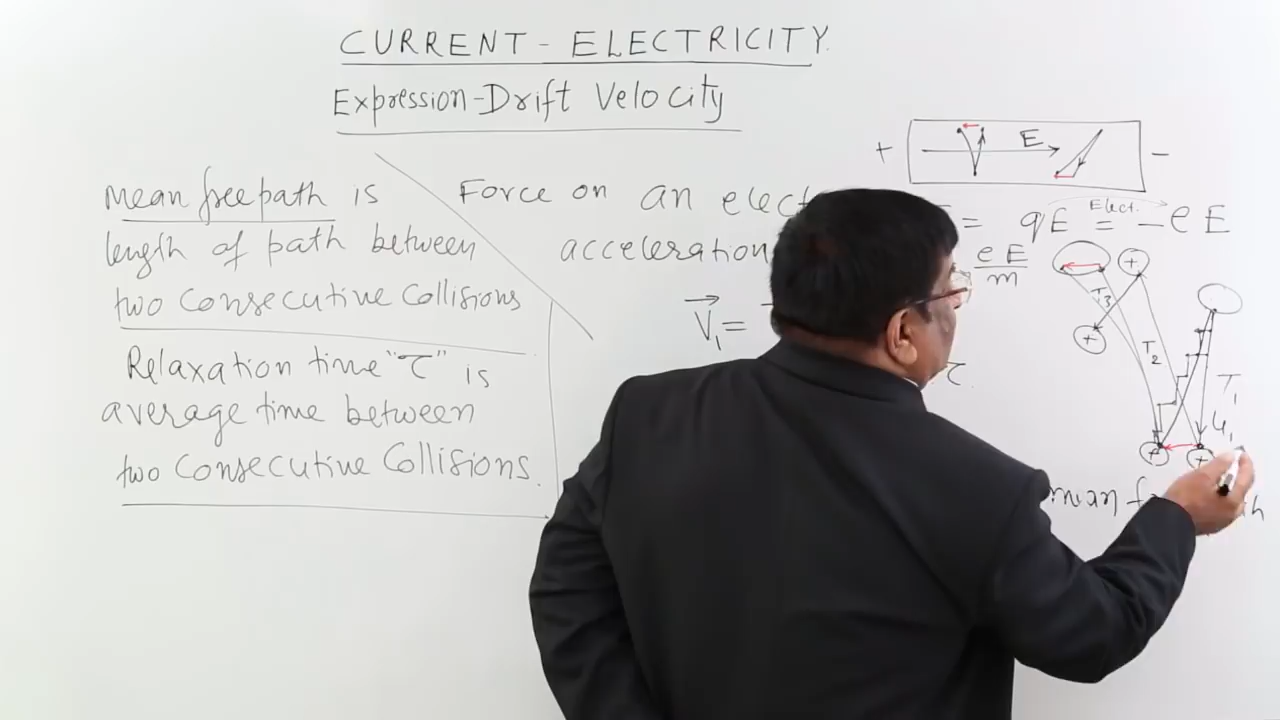 CURRENT - ELECTRICITY
Expression-Drift Velocity
mean free path is
length of path between
two Consecutive Collisions
Relaxation time "τ" is
average time between
two Consecutive Collisions.
+ E -
Force on an elect
= qE = -eE
Elect.
acceleration
eE
m
V₁ =
τ
+
+
T₃
T₂
T₁
u₁
+
+
mean